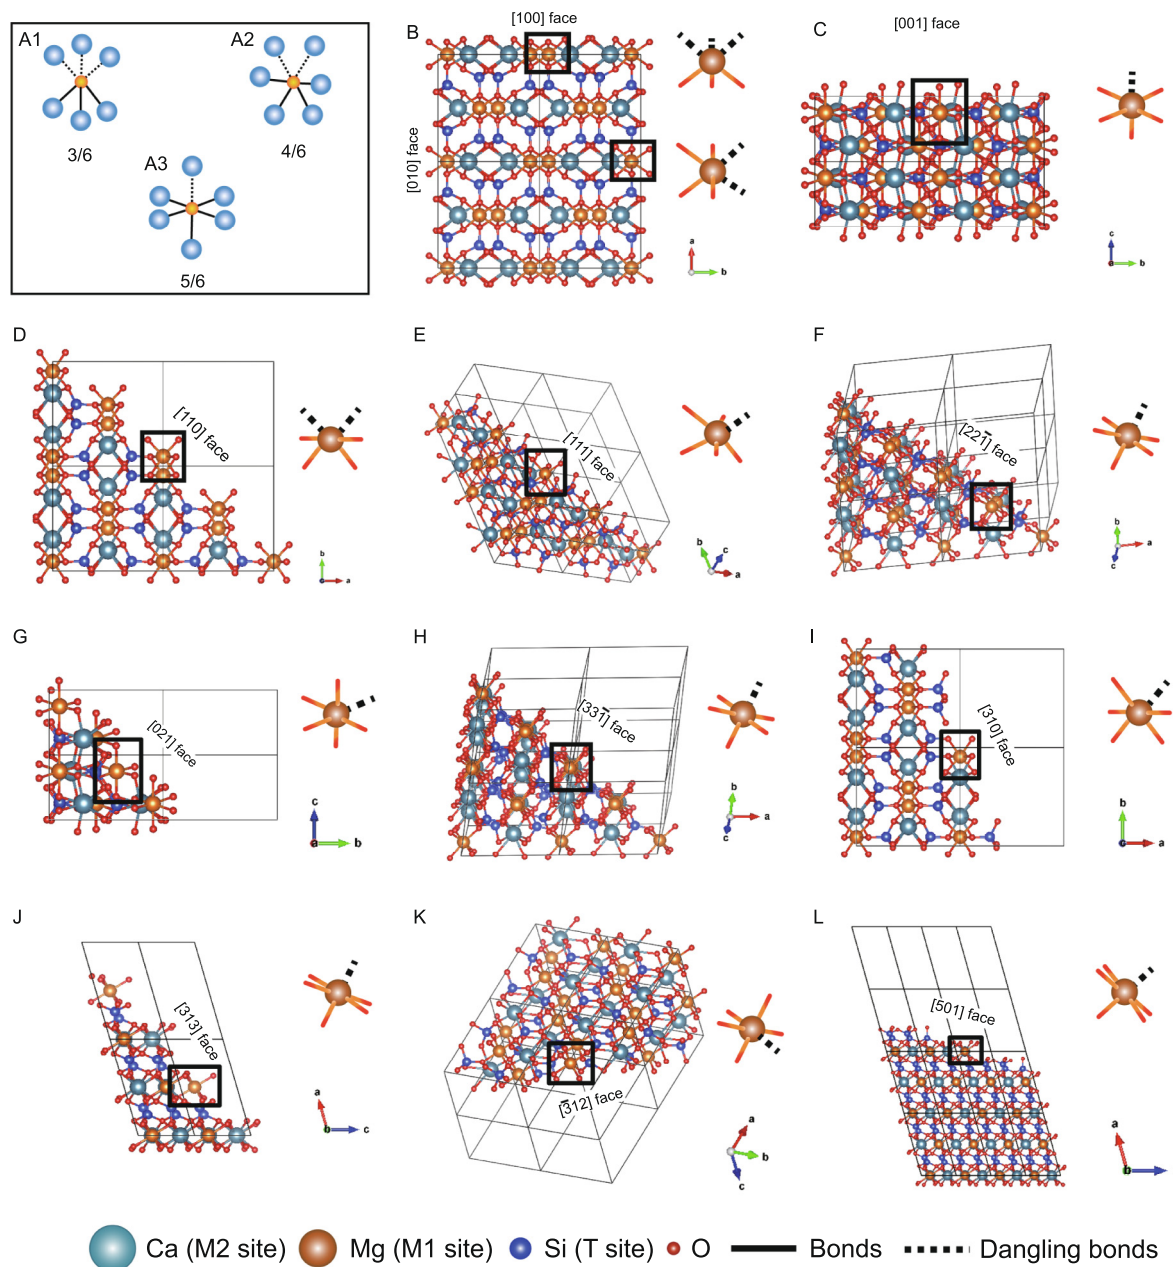 A1
A2
3/6
4/6
A3
5/6
B
[100] face
[010] face
a
b
C
[001] face
c
a
b
D
[110] face
b
a
E
[111] face
b
c
a
F
[221̄] face
a
c
G
[021] face
c
a
b
H
[331̄] face
b
a
c
I
[310] face
b
c
a
J
[313] face
a
b
c
K
[3̄12] face
a
b
c
L
[501] face
a
b
Ca (M2 site)
Mg (M1 site)
Si (T site)
O
Bonds
Dangling bonds